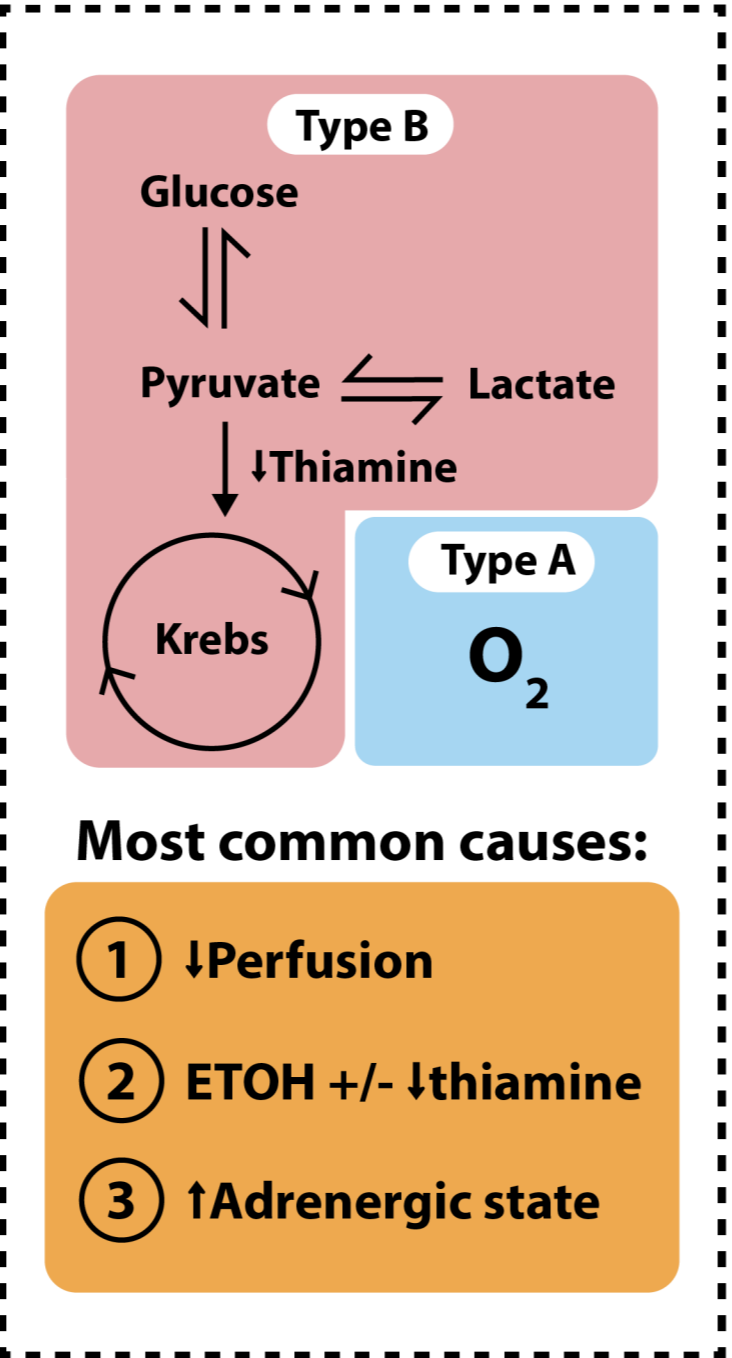 Type B
Glucose
Pyruvate
Lactate
↓Thiamine
Krebs
Type A
O₂
Most common causes:
1 ↓Perfusion
2 ETOH +/- ↓thiamine
3 ↑Adrenergic state